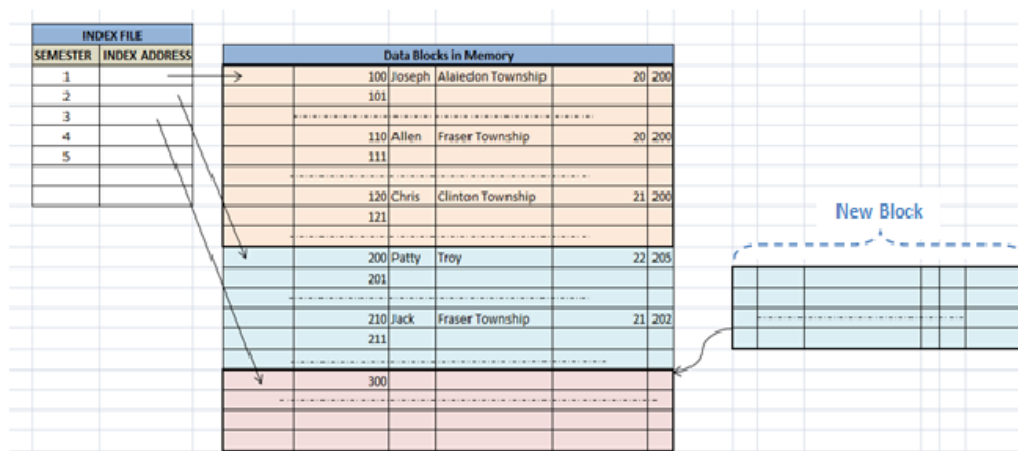 INDEX FILE
SEMESTER INDEX ADDRESS
1
2
3
4
5
Data Blocks in Memory
100 Joseph Alaiedon Township 20 200
101
110 Allen Fraser Township 20 200
111
120 Chris Clinton Township 21 200
121
200 Patty Troy 22 205
201
210 Jack Fraser Township 21 202
211
300
New Block